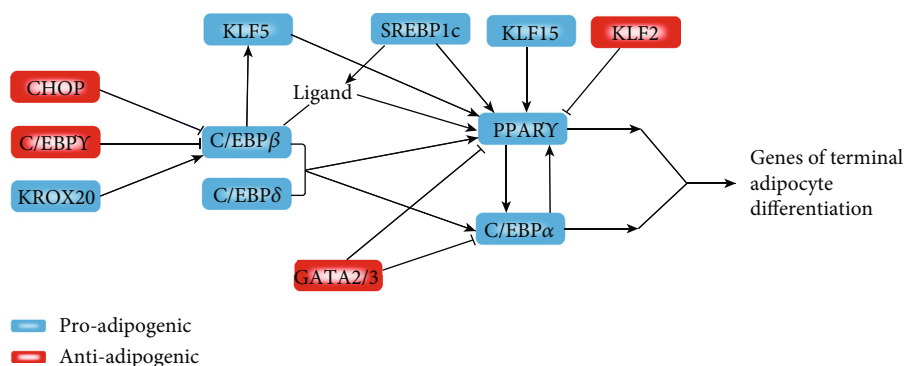 KLF5
SREBP1c
KLF15
KLF2
CHOP
Ligand
C/EBPϒ
C/EBPβ
PPARϒ
KROX20
C/EBPδ
C/EBPα
GATA2/3
Genes of terminal
adipocyte
differentiation
Pro-adipogenic
Anti-adipogenic